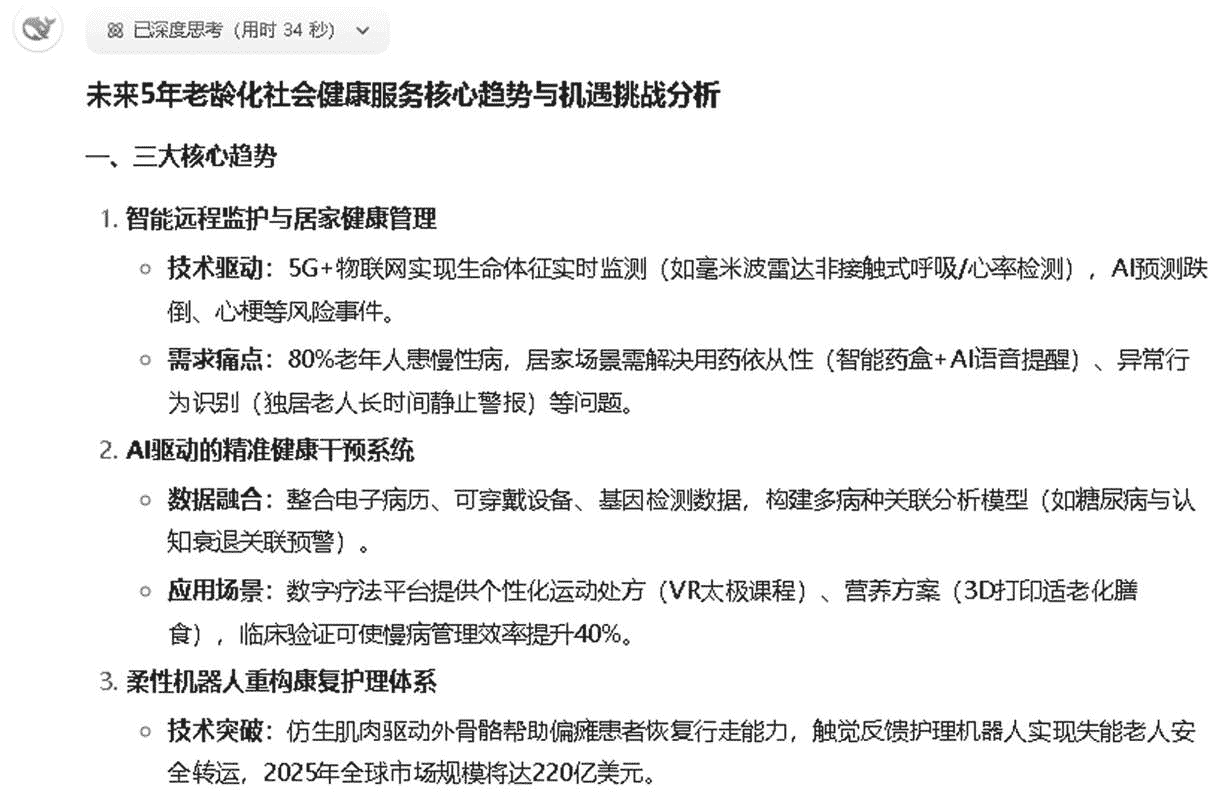 已深度思考（用时 34 秒）
未来5年老龄化社会健康服务核心趋势与机遇挑战分析
一、三大核心趋势
1. 智能远程监护与居家健康管理
技术驱动：5G+物联网实现生命体征实时监测（如毫米波雷达非接触式呼吸/心率检测），AI预测跌
倒、心梗等风险事件。
需求痛点：80%老年人患慢性病，居家场景需解决用药依从性（智能药盒+AI语音提醒）、异常行
为识别（独居老人长时间静止警报）等问题。
2. AI驱动的精准健康干预系统
数据融合：整合电子病历、可穿戴设备、基因检测数据，构建多病种关联分析模型（如糖尿病与认
知衰退关联预警）。
应用场景：数字疗法平台提供个性化运动处方（VR太极课程）、营养方案（3D打印适老化膳
食），临床验证可使慢病管理效率提升40%。
3. 柔性机器人重构康复护理体系
技术突破：仿生肌肉驱动外骨骼帮助偏瘫患者恢复行走能力，触觉反馈护理机器人实现失能老人安
全转运，2025年全球市场规模将达220亿美元。